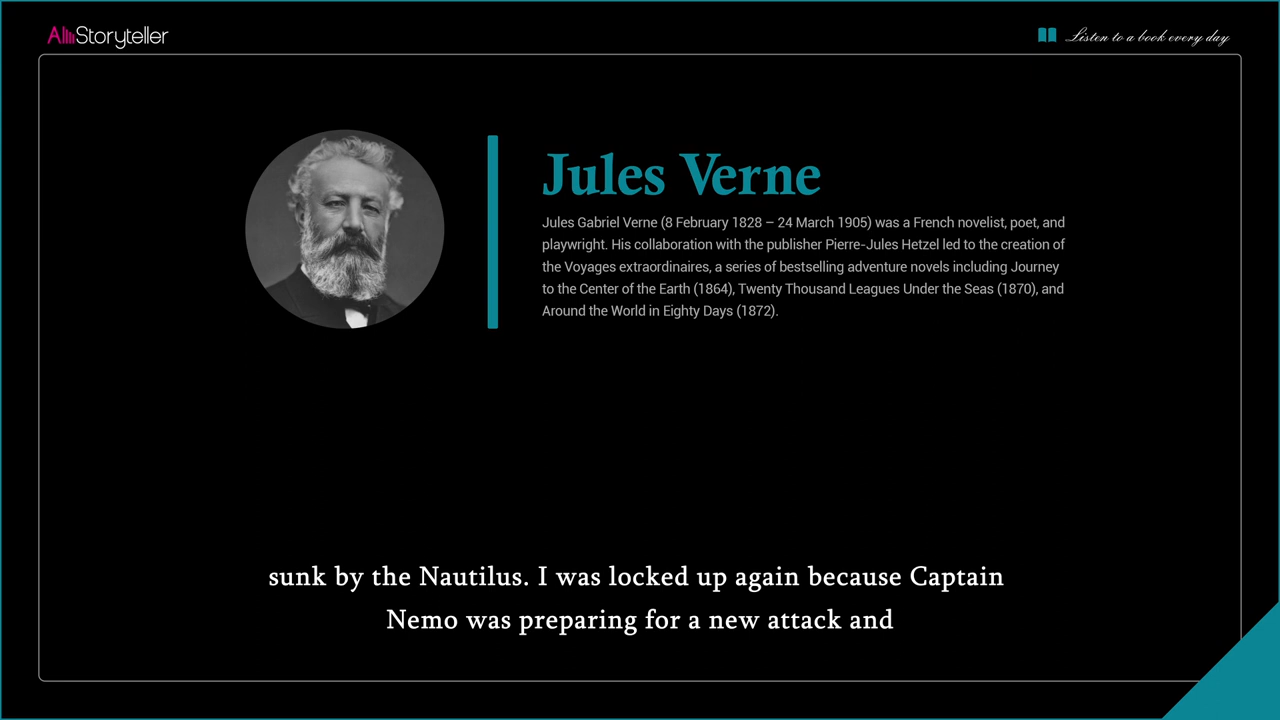 AllStoryteller
Listen to a book every day
Jules Verne
Jules Gabriel Verne (8 February 1828 – 24 March 1905) was a French novelist, poet, and
playwright. His collaboration with the publisher Pierre-Jules Hetzel led to the creation of
the Voyages extraordinaires, a series of bestselling adventure novels including Journey
to the Center of the Earth (1864), Twenty Thousand Leagues Under the Seas (1870), and
Around the World in Eighty Days (1872).
sunk by the Nautilus. I was locked up again because Captain
Nemo was preparing for a new attack and